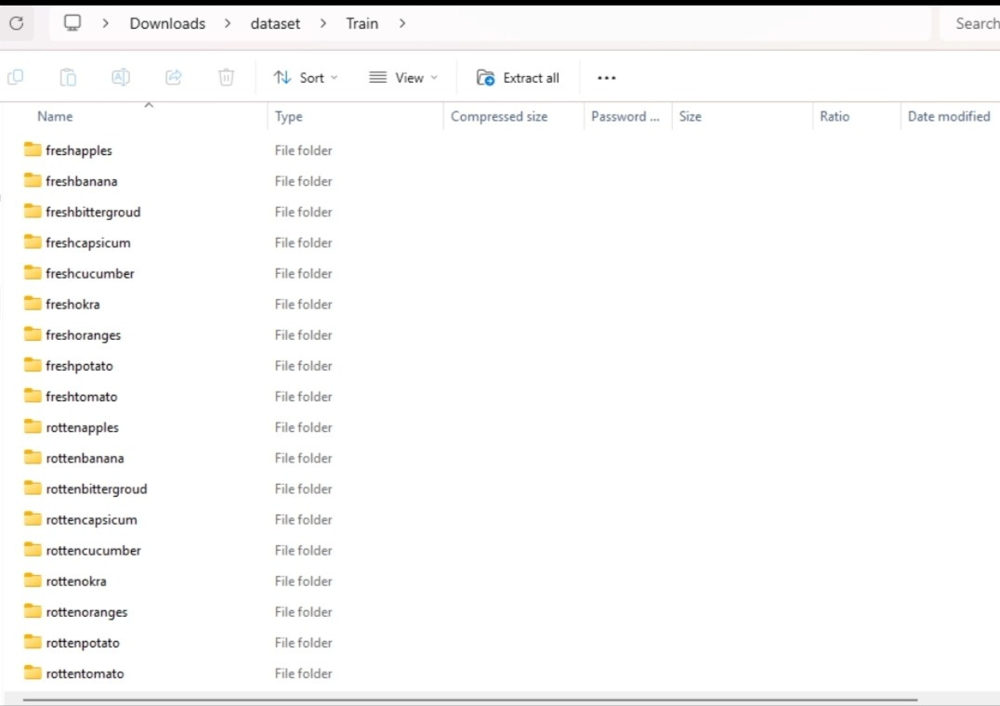 Downloads > dataset > Train >
Search
Sort View Extract all ...
Name Type Compressed size Password ... Size Ratio Date modified
freshapples File folder
freshbanana File folder
freshbittergroud File folder
freshcapsicum File folder
freshcucumber File folder
freshokra File folder
freshoranges File folder
freshpotato File folder
freshtomato File folder
rottenapples File folder
rottenbanana File folder
rottenbittergroud File folder
rottencapsicum File folder
rottencucumber File folder
rottenokra File folder
rottenoranges File folder
rottenpotato File folder
rottentomato File folder